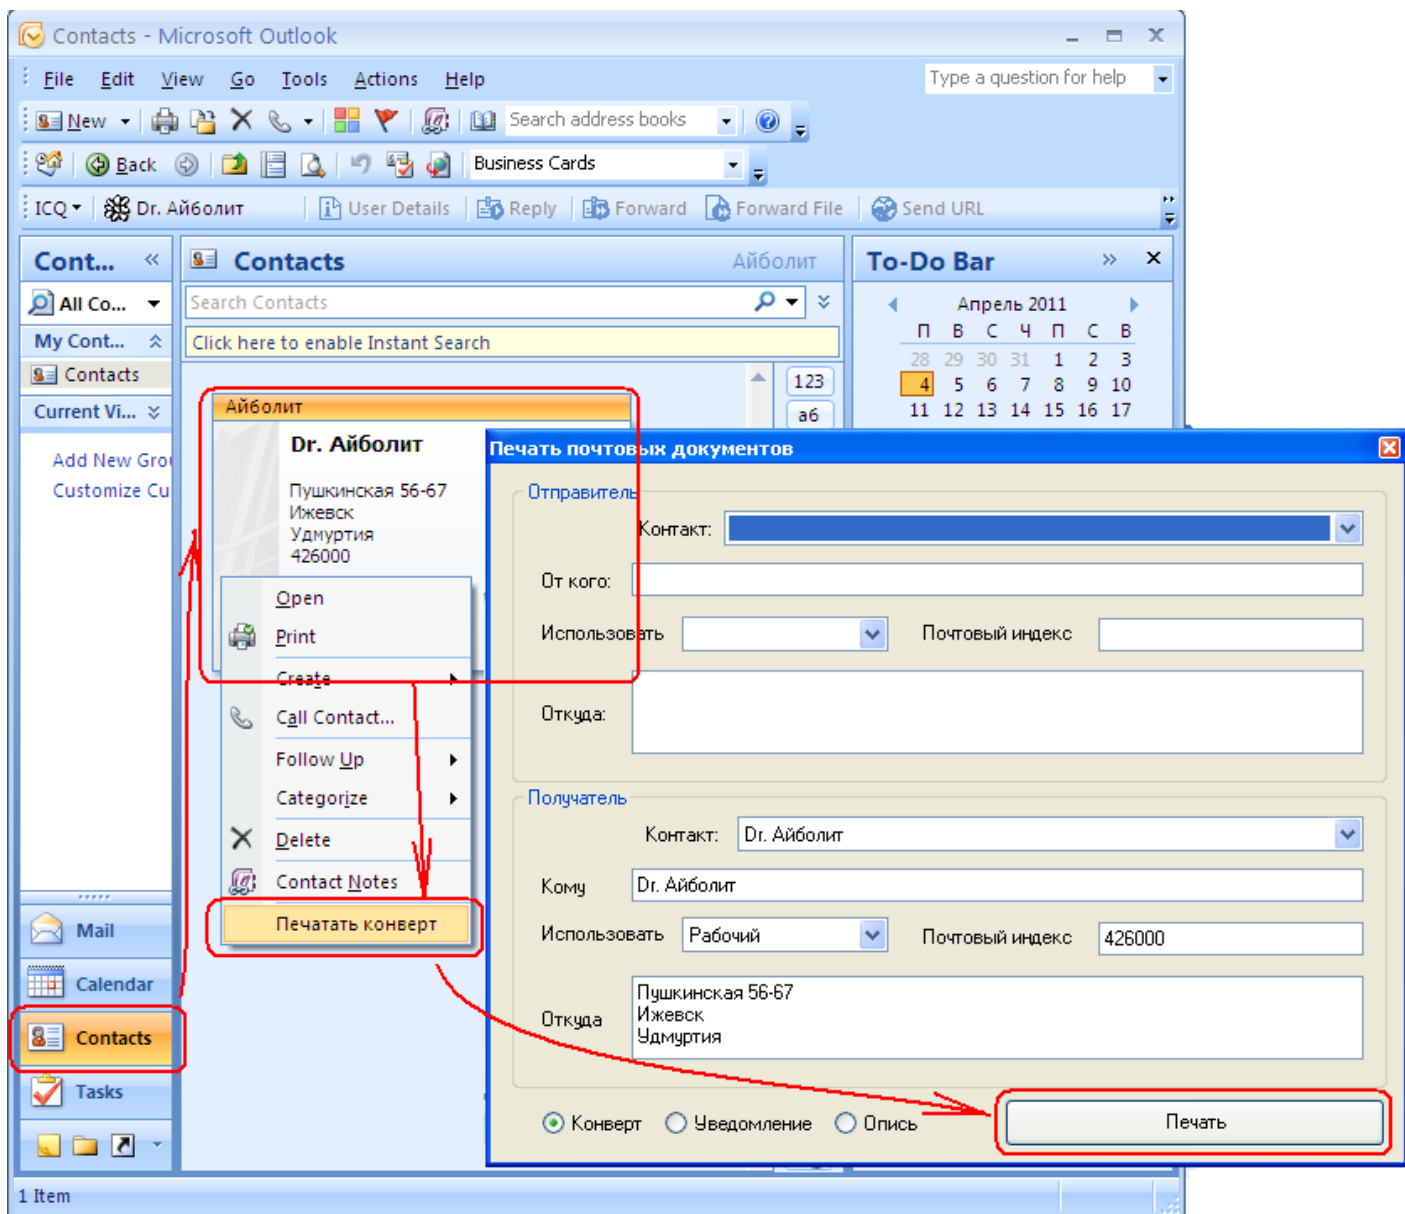 Contacts - Microsoft Outlook
File Edit View Go Tools Actions Help
Type a question for help
New
Search address books
Back
Business Cards
ICQ Dr. Айболит User Details Reply Forward Forward File Send URL
Cont... «
Contacts Айболит
To-Do Bar »
All Co...
Search Contacts
My Cont...
Click here to enable Instant Search
Contacts
Current Vi...
Add New Gro
Customize Cu
Апрель 2011
П В С Ч П С В
28 29 30 31 1 2 3
4 5 6 7 8 9 10
11 12 13 14 15 16 17
123
аб
Айболит
Dr. Айболит
Пушкинская 56-67
Ижевск
Удмуртия
426000
Open
Print
Create
Call Contact...
Follow Up
Categorize
Delete
Contact Notes
Печатать конверт
Mail
Calendar
Contacts
Tasks
1 Item
Печать почтовых документов
Отправитель
Контакт:
От кого:
Использовать Почтовый индекс
Откуда:
Получатель
Контакт: Dr. Айболит
Кому Dr. Айболит
Использовать Рабочий Почтовый индекс 426000
Откуда
Пушкинская 56-67
Ижевск
Удмуртия
Конверт Уведомление Опись Печать